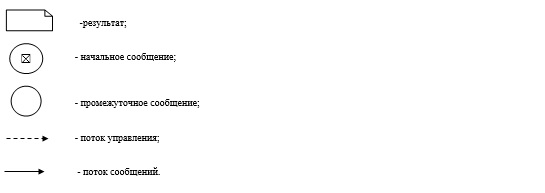 -результат;
- начальное сообщение;
- промежуточное сообщение;
- поток управления;
- поток сообщений.